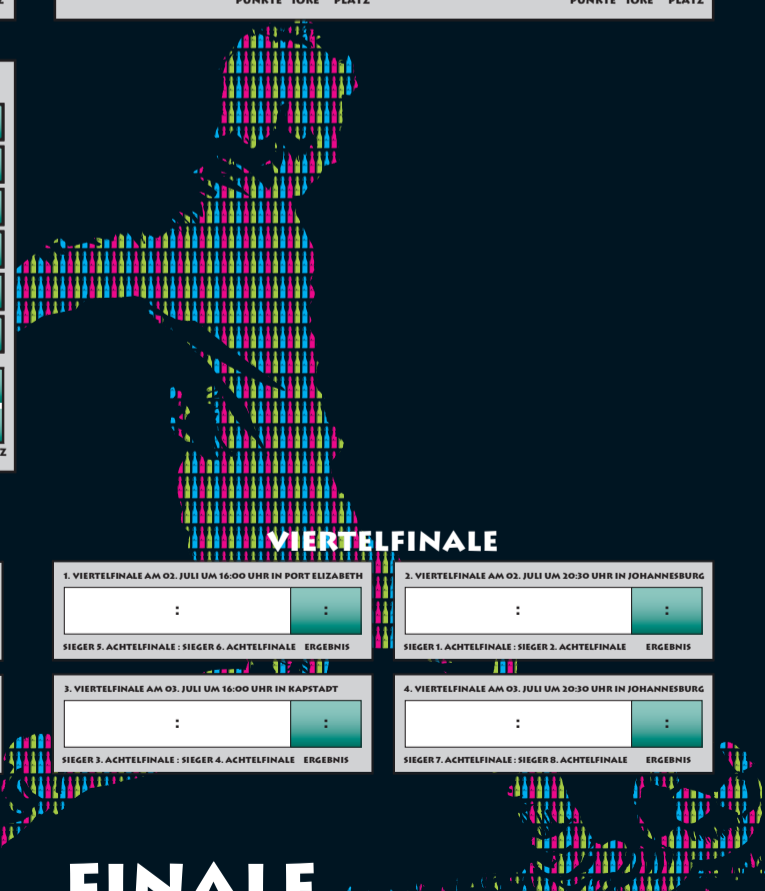 PUNKTE TORE PLATZ PUNKTE TORE PLATZ
Z
VIERTELFINALE
1. VIERTELFINALE AM 02. JULI UM 16:00 UHR IN PORT ELIZABETH
: :
SIEGER 5. ACHTELFINALE : SIEGER 6. ACHTELFINALE ERGEBNIS
2. VIERTELFINALE AM 02. JULI UM 20:30 UHR IN JOHANNESBURG
: :
SIEGER 1. ACHTELFINALE : SIEGER 2. ACHTELFINALE ERGEBNIS
3. VIERTELFINALE AM 03. JULI UM 16:00 UHR IN KAPSTADT
: :
SIEGER 3. ACHTELFINALE : SIEGER 4. ACHTELFINALE ERGEBNIS
4. VIERTELFINALE AM 03. JULI UM 20:30 UHR IN JOHANNESBURG
: :
SIEGER 7. ACHTELFINALE : SIEGER 8. ACHTELFINALE ERGEBNIS
FINALE